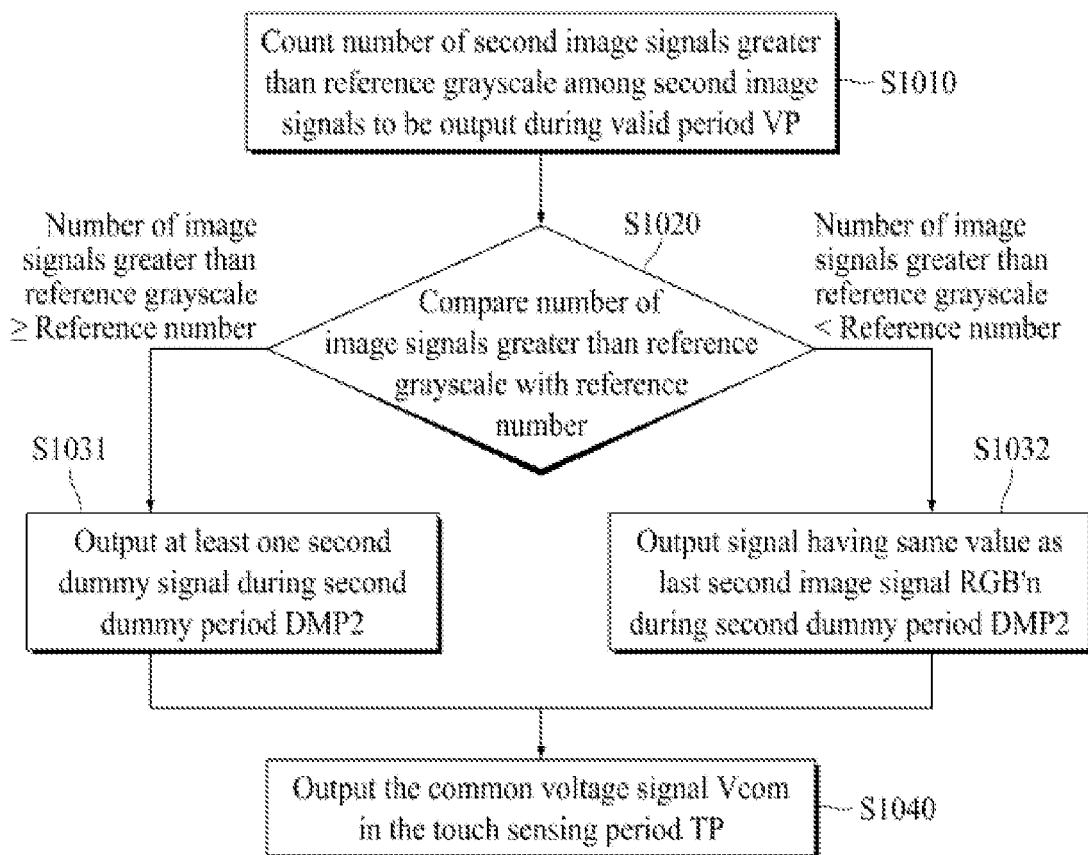 Count number of second image signals greater
than reference grayscale among second image
signals to be output during valid period VP
S1010
Number of image
signals greater than
reference grayscale
≥ Reference number
S1020
Number of image
signals greater than
reference grayscale
< Reference number
Compare number of
image signals greater than reference
grayscale with reference
number
S1031
Output at least one second
dummy signal during second
dummy period DMP2
S1032
Output signal having same value as
last second image signal RGB'n
during second dummy period DMP2
Output the common voltage signal Vcom
in the touch sensing period TP
S1040